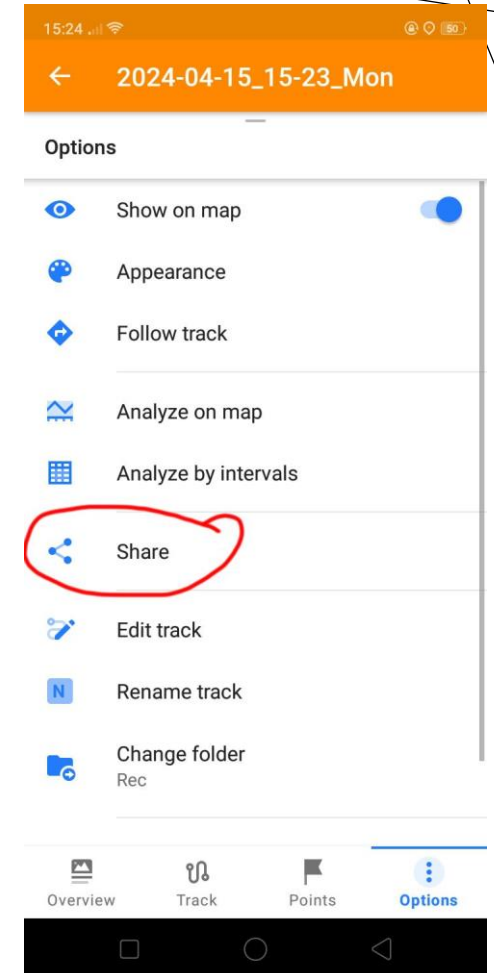 15:24
50
2024-04-15_15-23_Mon
Options
Show on map
Appearance
Follow track
Analyze on map
Analyze by intervals
Share
Edit track
N Rename track
Change folder
Rec
Overview Track Points Options